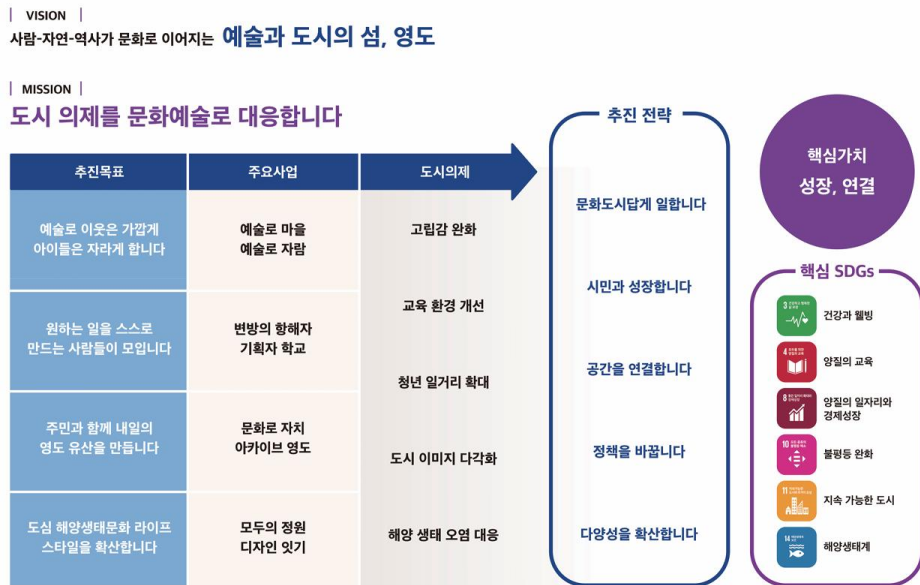 VISION
사람-자연-역사가 문화로 이어지는 예술과 도시의 섬, 영도
MISSION
도시 의제를 문화예술로 대응합니다
추진목표
주요사업
도시의제
예술로 이웃은 가깝게
아이들은 자라게 합니다
예술로 마을
예술로 자람
원하는 일을 스스로
만드는 사람들이 모입니다
변방의 항해자
기획자 학교
주민과 함께 내일의
영도 유산을 만듭니다
문화로 자치
아카이브 영도
도심 해양생태문화 라이프
스타일을 확산합니다
모두의 정원
디자인 잇기
고립감 완화
교육 환경 개선
청년 일거리 확대
도시 이미지 다각화
해양 생태 오염 대응
추진 전략
문화도시답게 일합니다
시민과 성장합니다
공간을 연결합니다
정책을 바꿉니다
다양성을 확산합니다
핵심가치
성장, 연결
핵심 SDGs
3
건강과 웰빙
4
양질의 교육
8
양질의 일자리와
경제성장
10
불평등 완화
11
지속 가능한 도시
14
해양생태계